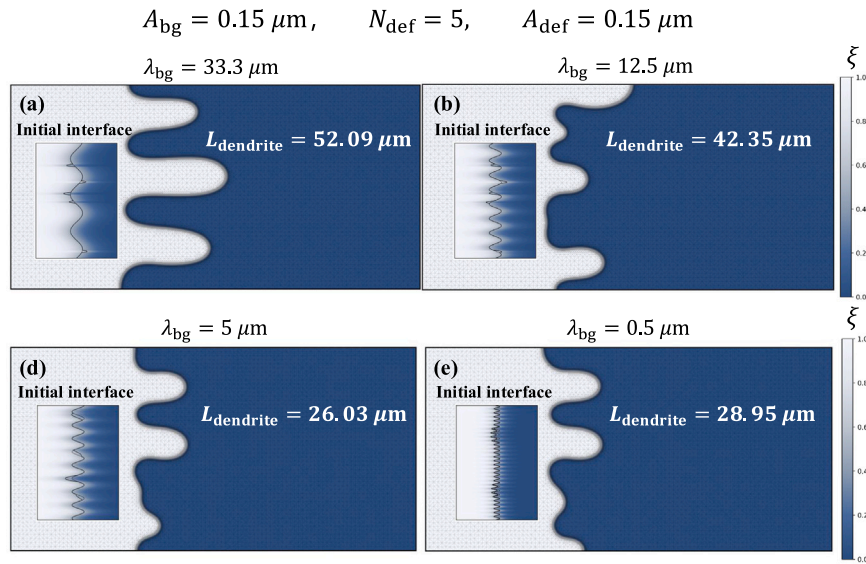 A_bg = 0.15 μm, N_def = 5, A_def = 0.15 μm
λ_bg = 33.3 μm
λ_bg = 12.5 μm
ξ
(a)
Initial interface
L_dendrite = 52.09 μm
(b)
Initial interface
L_dendrite = 42.35 μm
1.0
0.8
0.6
0.4
0.2
0.0
λ_bg = 5 μm
λ_bg = 0.5 μm
ξ
(d)
Initial interface
L_dendrite = 26.03 μm
(e)
Initial interface
L_dendrite = 28.95 μm
1.0
0.8
0.6
0.4
0.2
0.0